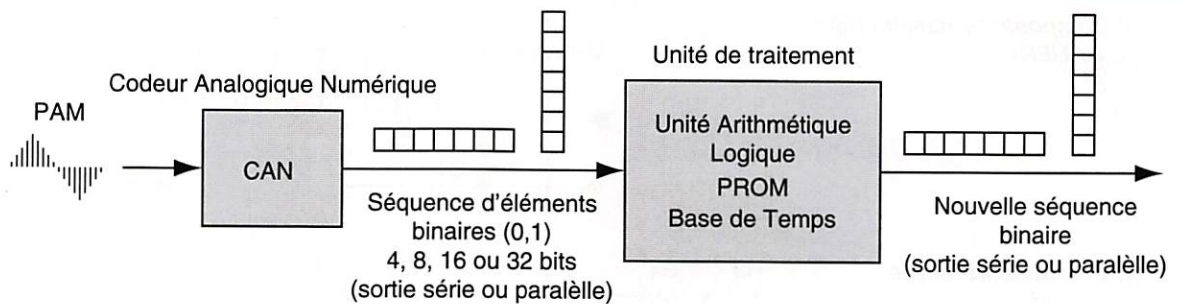 Codeur Analogique Numérique
PAM
CAN
Séquence d'éléments
binaires (0,1)
4, 8, 16 ou 32 bits
(sortie série ou paralèlle)
Unité de traitement
Unité Arithmétique
Logique
PROM
Base de Temps
Nouvelle séquence
binaire
(sortie série ou paralèlle)